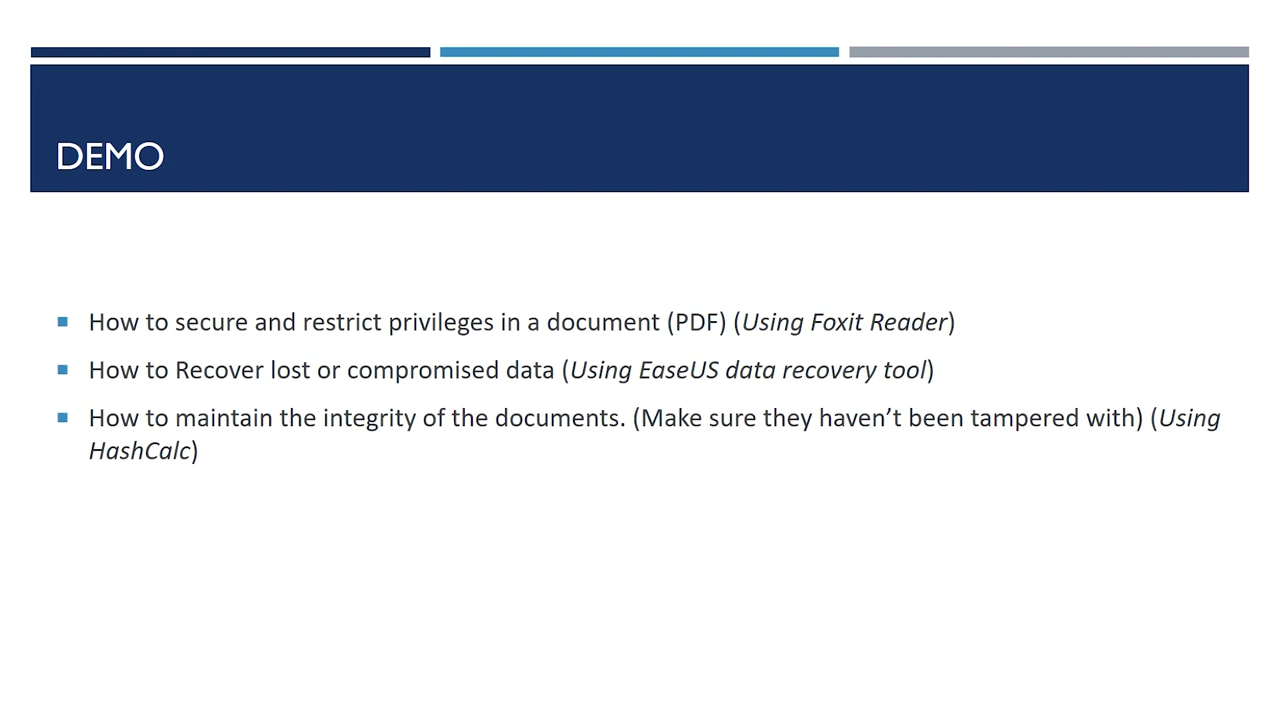 DEMO
How to secure and restrict privileges in a document (PDF) (Using Foxit Reader)
How to Recover lost or compromised data (Using EaseUS data recovery tool)
How to maintain the integrity of the documents. (Make sure they haven’t been tampered with) (Using
HashCalc)